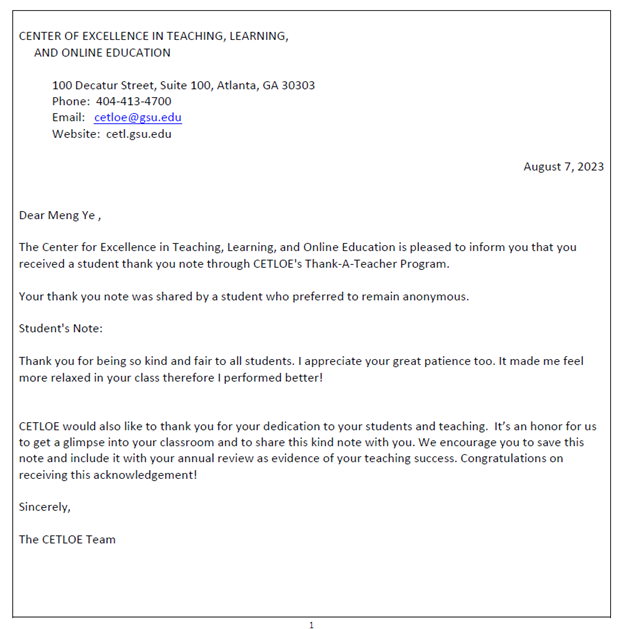 CENTER OF EXCELLENCE IN TEACHING, LEARNING,
AND ONLINE EDUCATION
100 Decatur Street, Suite 100, Atlanta, GA 30303
Phone:  404-413-4700
Email:   cetloe@gsu.edu
Website:  cetl.gsu.edu
August 7, 2023
Dear Meng Ye ,
The Center for Excellence in Teaching, Learning, and Online Education is pleased to inform you that you
received a student thank you note through CETLOE's Thank-A-Teacher Program.
Your thank you note was shared by a student who preferred to remain anonymous.
Student's Note:
Thank you for being so kind and fair to all students. I appreciate your great patience too. It made me feel
more relaxed in your class therefore I performed better!
CETLOE would also like to thank you for your dedication to your students and teaching.  It’s an honor for us
to get a glimpse into your classroom and to share this kind note with you. We encourage you to save this
note and include it with your annual review as evidence of your teaching success. Congratulations on
receiving this acknowledgement!
Sincerely,
The CETLOE Team
1